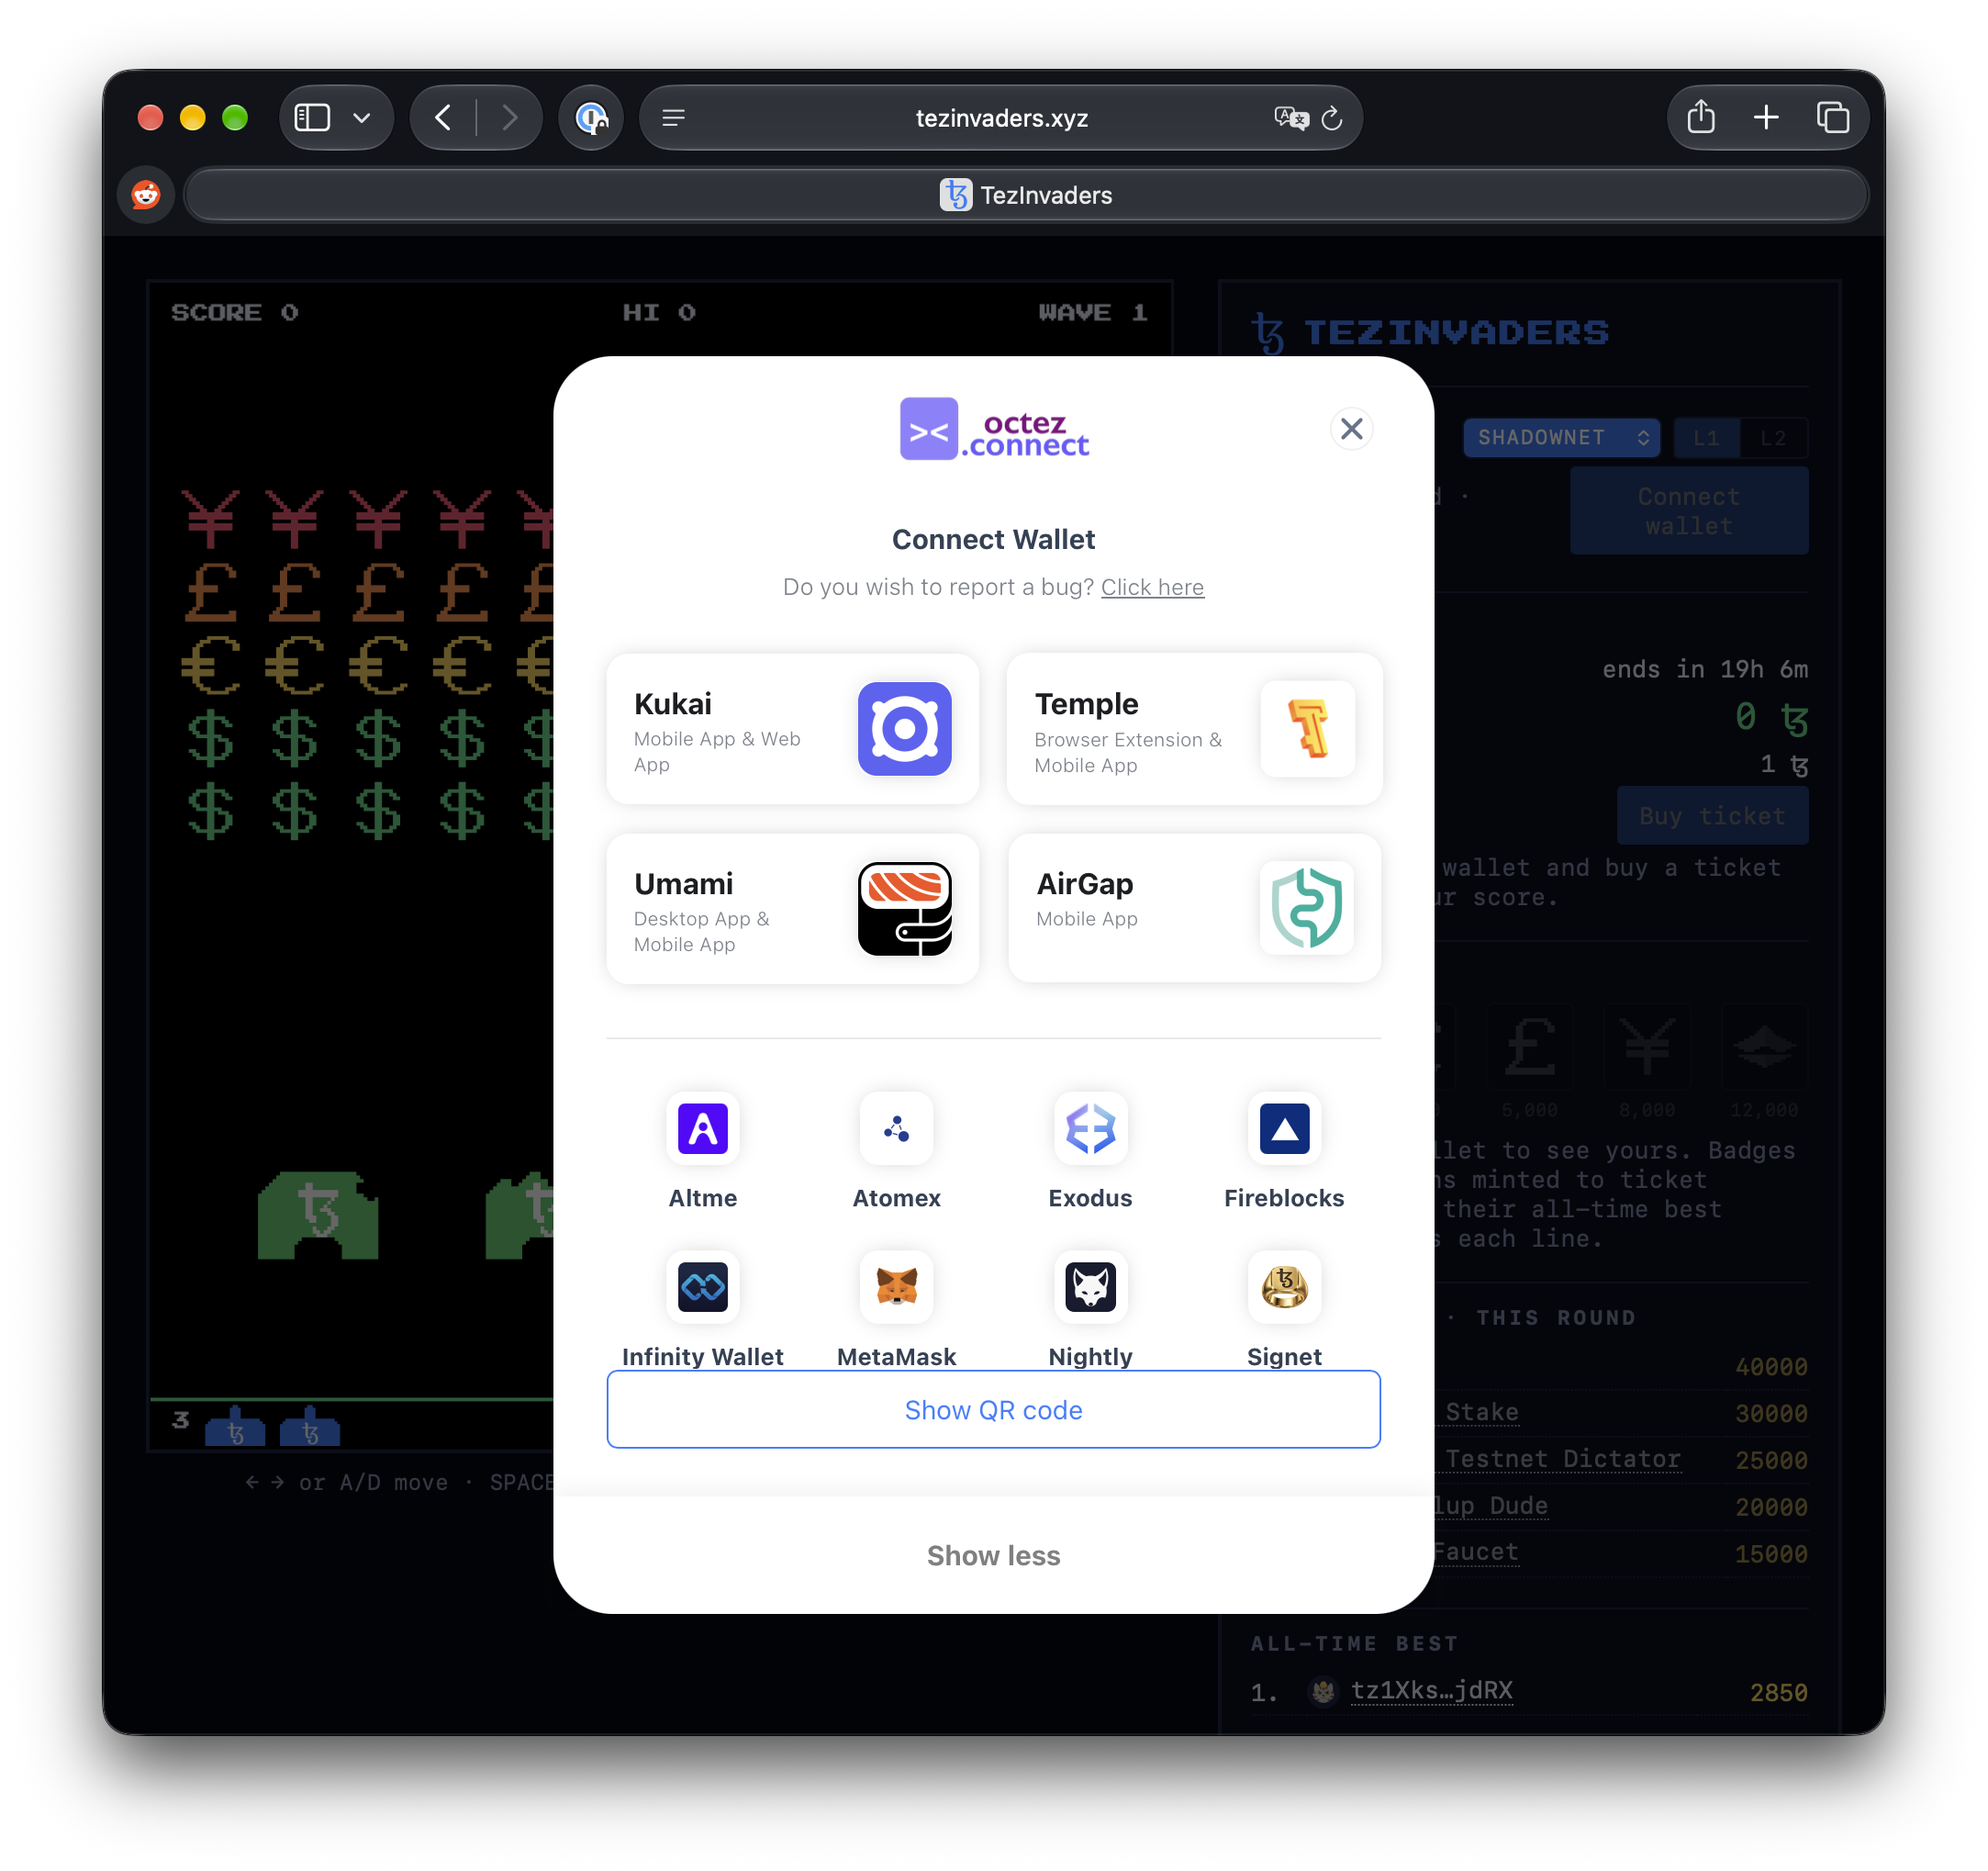 tezinvaders.xyz
TezInvaders
SCORE 0
HI 0
WAVE 1
TEZINVADERS
SHADOWNET
L1
L2
Connect
wallet
ends in 19h 6m
0 ꜩ
1 ꜩ
Buy ticket
wallet and buy a ticket
ur score.
5,000
8,000
12,000
llet to see yours. Badges
minted to ticket
their all-time best
each line.
· THIS ROUND
40000
Stake
30000
Testnet Dictator
25000
lup Dude
20000
Faucet
15000
ALL-TIME BEST
1.
tz1Xks…jdRX
2850
3
← → or A/D move · SPACE
octez
.connect
Connect Wallet
Do you wish to report a bug? Click here
Kukai
Mobile App & Web
App
Temple
Browser Extension &
Mobile App
Umami
Desktop App &
Mobile App
AirGap
Mobile App
Altme
Atomex
Exodus
Fireblocks
Infinity Wallet
MetaMask
Nightly
Signet
Show QR code
Show less